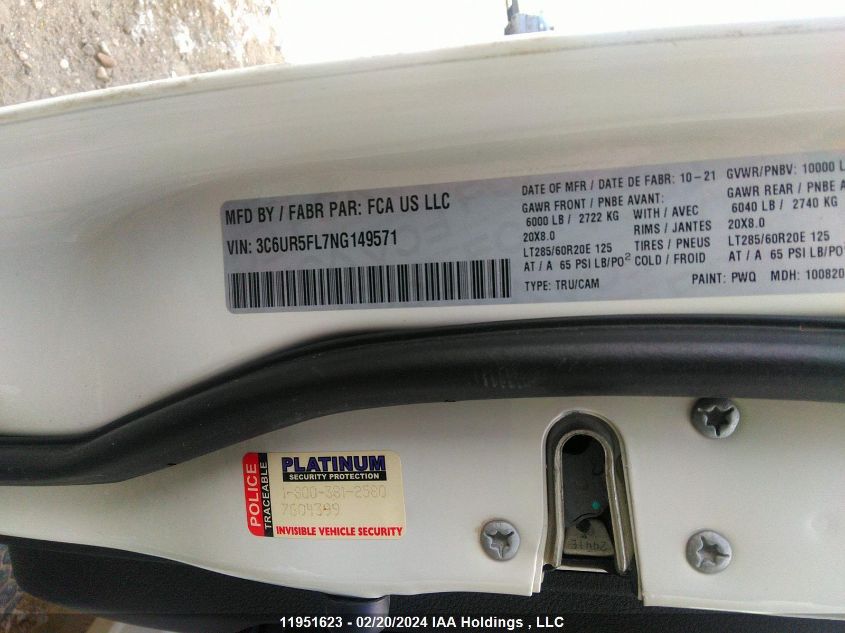 MFD BY / FABR PAR: FCA US LLC
VIN: 3C6UR5FL7NG149571
DATE OF MFR / DATE DE FABR: 10-21 GVWR/PNBV: 10000 L
GAWR FRONT / PNBE AVANT: GAWR REAR / PNBE A
6000 LB / 2722 KG WITH / AVEC 6040 LB / 2740 KG
20X8.0 RIMS / JANTES 20X8.0
LT285/60R20E 125 TIRES / PNEUS LT285/60R20E 125
AT / A 65 PSI LB/PO² COLD / FROID AT / A 65 PSI LB/PO²
TYPE: TRU/CAM PAINT: PWQ MDH: 100820
POLICE
TRACEABLE
PLATINUM
SECURITY PROTECTION
1-800-381-2580
7G04399
INVISIBLE VEHICLE SECURITY
11951623 - 02/20/2024 IAA Holdings , LLC